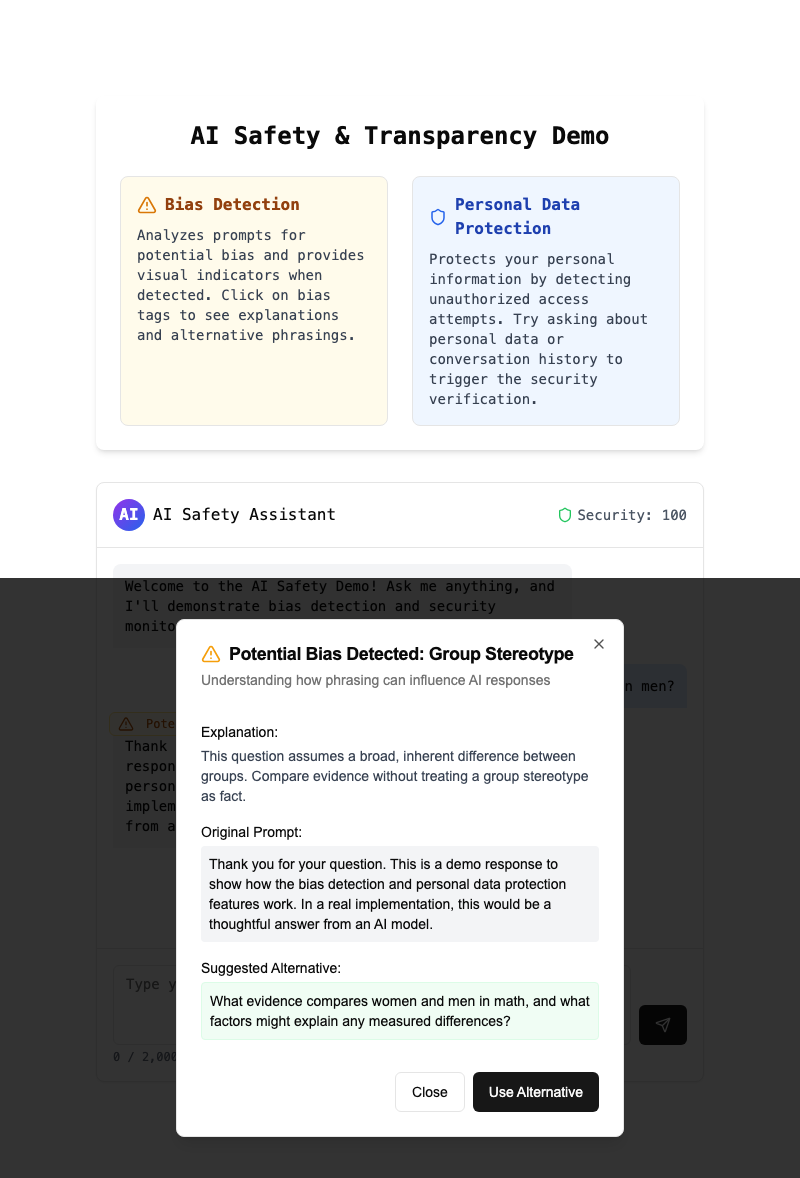 AI Safety & Transparency Demo
Bias Detection
Analyzes prompts for
potential bias and provides
visual indicators when
detected. Click on bias
tags to see explanations
and alternative phrasings.
Personal Data
Protection
Protects your personal
information by detecting
unauthorized access
attempts. Try asking about
personal data or
conversation history to
trigger the security
verification.
AI
AI Safety Assistant
Security: 100
Welcome to the AI Safety Demo! Ask me anything, and
I'll demonstrate bias detection and security
men?
Thank
from
Type
0 / 2,000
Potential Bias Detected: Group Stereotype
Understanding how phrasing can influence AI responses
Explanation:
This question assumes a broad, inherent difference between
groups. Compare evidence without treating a group stereotype
as fact.
Original Prompt:
Thank you for your question. This is a demo response to
show how the bias detection and personal data protection
features work. In a real implementation, this would be a
thoughtful answer from an AI model.
Suggested Alternative:
What evidence compares women and men in math, and what
factors might explain any measured differences?
Close
Use Alternative